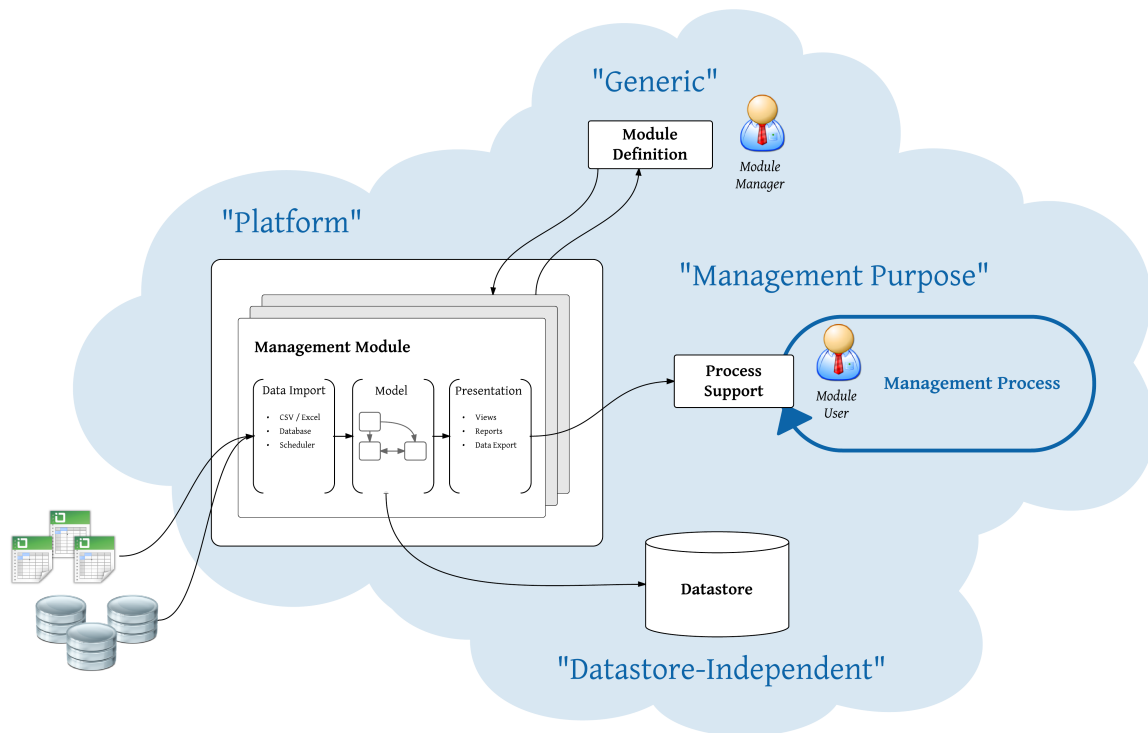 "Generic"
Module
Definition
Module
Manager
"Platform"
"Management Purpose"
Management Module
Data Import
• CSV / Excel
• Database
• Scheduler
Model
Presentation
• Views
• Reports
• Data Export
Process
Support
Module
User
Management Process
Datastore
"Datastore-Independent"